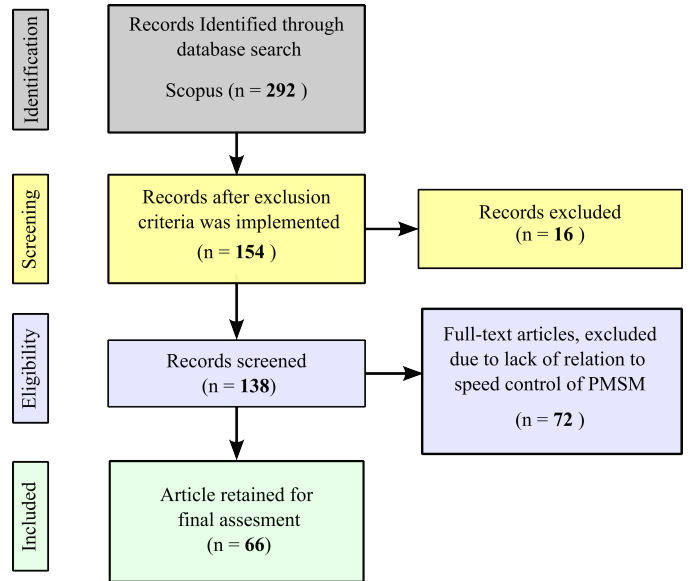 Identification
Records Identified through
database search
Scopus (n = 292 )
Screening
Records after exclusion
criteria was implemented
(n = 154 )
Records excluded
(n = 16 )
Eligibility
Records screened
(n = 138)
Full-text articles, excluded
due to lack of relation to
speed control of PMSM
(n = 72 )
Included
Article retained for
final assesment
(n = 66)